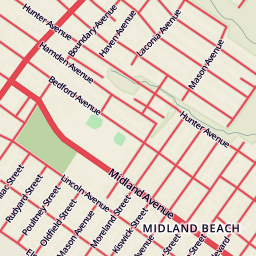 Hunter Avenue
Boundary Avenue
Haven Avenue
Laconia Avenue
Hamden Avenue
Mason Avenue
Bedford Avenue
Hunter Avenue
Midland Avenue
Lincoln Avenue
Street
Rudyard Street
Poultney Street
Oldfield Street
Mason Avenue
Moreland Street
Kiswick Street
MIDLAND BEACH